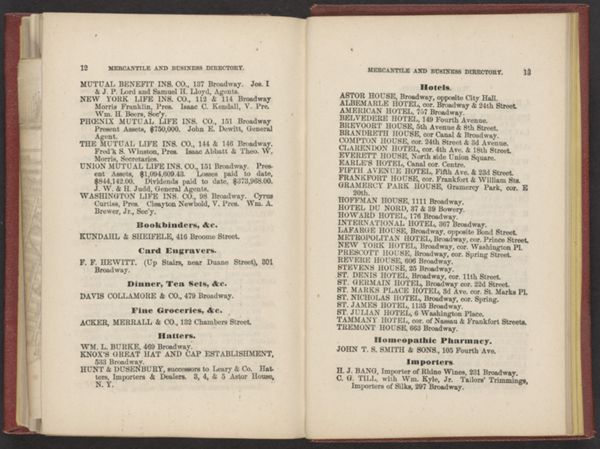 12 MERCANTILE AND BUSINESS DIRECTORY.
MUTUAL BENEFIT INS. CO., 137 Broadway. Jos. I
& J. P. Lord and Samuel H. Lloyd, Agents.
NEW YORK LIFE INS. CO., 112 & 114 Broadway
Morris Franklin, Pres. Isaac C. Kendall, V. Pre.
Wm. H. Beers, Sec'y.
PHŒNIX MUTUAL LIFE INS. CO., 151 Broadway
Present Assets, $750,000. John E. Dewitt, General
Agent.
THE MUTUAL LIFE INS. CO., 144 & 146 Broadway.
Fred'k S. Winston, Pres. Isaac Abbatt & Theo. W.
Morris, Secretaries.
UNION MUTUAL LIFE INS. CO., 151 Broadway. Pres-
ent Assets, $1,094,609.43. Losses paid to date,
$844,142.00. Dividends paid to date, $373,968.00.
J. W. & H. Judd, General Agents.
WASHINGTON LIFE INS. CO., 98 Broadway. Cyrus
Curtiss, Pres. Cleayton Newbold, V. Pres. Wm. A.
Brewer, Jr., Sec'y.
Bookbinders, &c.
KUNDAHL & SHEIFELE, 416 Broome Street.
Card Engravers.
F. F. HEWITT. (Up Stairs, near Duane Street), 301
Broadway.
Dinner, Tea Sets, &c.
DAVIS COLLAMORE & CO., 479 Broadway.
Fine Groceries, &c.
ACKER, MERRALL & CO., 132 Chambers Street.
Hatters.
WM. L. BURKE, 469 Broadway.
KNOX'S GREAT HAT AND CAP ESTABLISHMENT,
533 Broadway.
HUNT & DUSENBURY, successors to Leary & Co. Hat-
ters, Importers & Dealers. 3, 4, & 5 Astor House,
N. Y.
MERCANTILE AND BUSINESS DIRECTORY. 13
Hotels.
ASTOR HOUSE, Broadway, opposite City Hall.
ALBEMARLE HOTEL, cor. Broadway & 24th Street.
AMERICAN HOTEL, 757 Broadway.
BELVEDERE HOTEL, 149 Fourth Avenue.
BREVOORT HOUSE, 5th Avenue & 8th Street.
BRANDRETH HOUSE, cor Canal & Broadway.
COMPTON HOUSE, cor. 24th Street & 3d Avenue.
CLARENDON HOTEL, cor. 4th Ave. & 18th Street.
EVERETT HOUSE, North side Union Square.
EARLE'S HOTEL, Canal cor. Centre.
FIFTH AVENUE HOTEL, Fifth Ave. & 23d Street.
FRANKFORT HOUSE, cor. Frankfort & William Sts.
GRAMERCY PARK HOUSE, Gramercy Park, cor. E
20th.
HOFFMAN HOUSE, 1111 Broadway.
HOTEL DU NORD, 37 & 39 Bowery.
HOWARD HOTEL, 176 Broadway.
INTERNATIONAL HOTEL, 367 Broadway.
LAFARGE HOUSE, Broadway, opposite Bond Street.
METROPOLITAN HOTEL, Broadway, cor. Prince Street.
NEW YORK HOTEL, Broadway, cor. Washington Pl.
PRESCOTT HOUSE, Broadway, cor. Spring Street.
REVERE HOUSE, 606 Broadway.
STEVENS HOUSE, 25 Broadway.
ST. DENIS HOTEL, Broadway, cor. 11th Street.
ST. GERMAIN HOTEL, Broadway cor. 22d Street.
ST. MARKS PLACE HOTEL, 3d Ave. cor. St. Marks Pl.
ST. NICHOLAS HOTEL, Broadway, cor. Spring.
ST. JAMES HOTEL, 1135 Broadway.
ST. JULIAN HOTEL, 6 Washington Place.
TAMMANY HOTEL, cor. of Nassau & Frankfort Streets.
TREMONT HOUSE, 663 Broadway.
Homeopathic Pharmacy.
JOHN T. S. SMITH & SONS, 105 Fourth Ave.
Importers
H. J. BANG, Importer of Rhine Wines, 231 Broadway.
C. G. TILL, with Wm. Kyle, Jr. Tailors' Trimmings,
Importers of Silks, 297 Broadway.